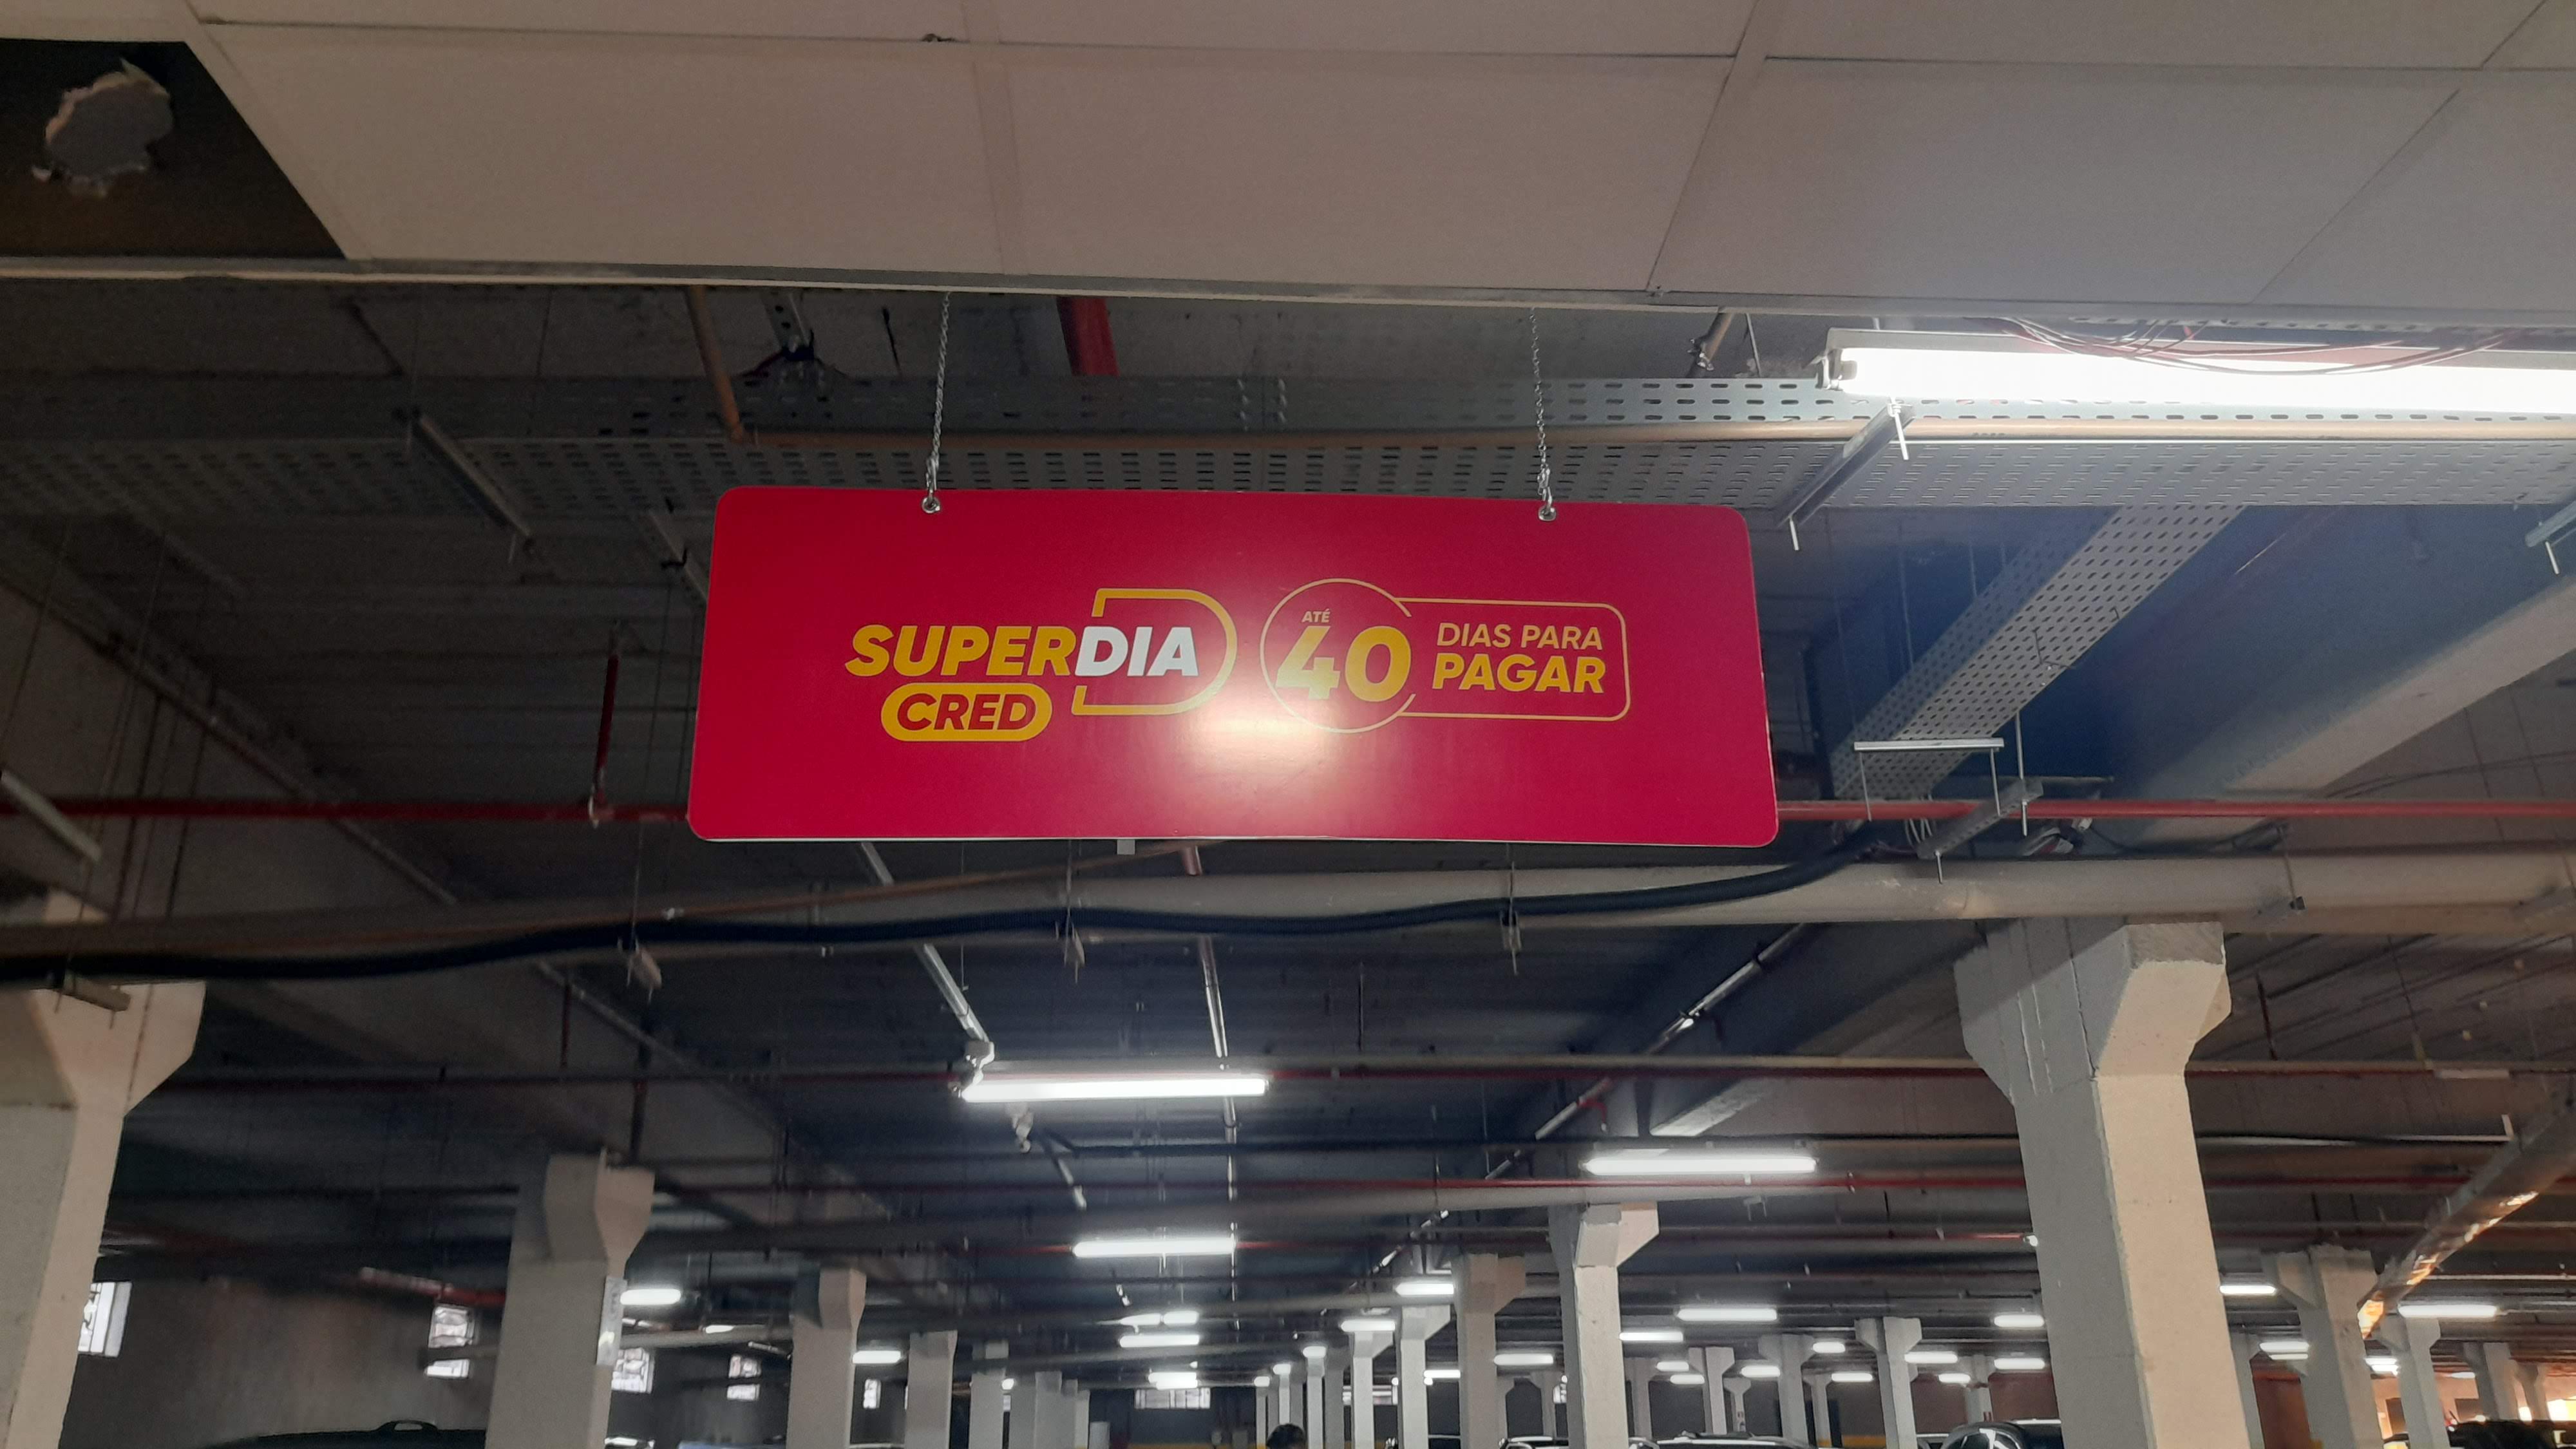 SUPERDIA
CRED
ATÉ
40
DIAS PARA
PAGAR